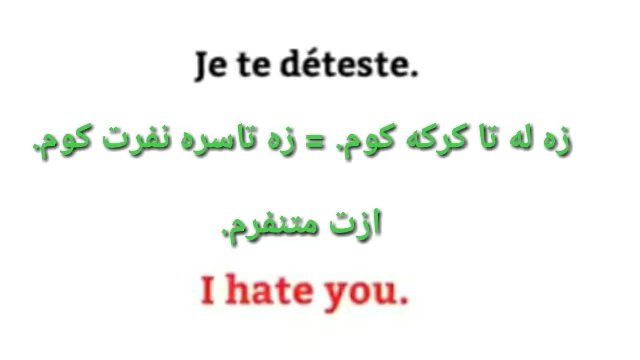 Je te déteste.
زه له تا کرکه کوم. = زه تاسره نفرت کوم.
ازت متنفرم.
I hate you.